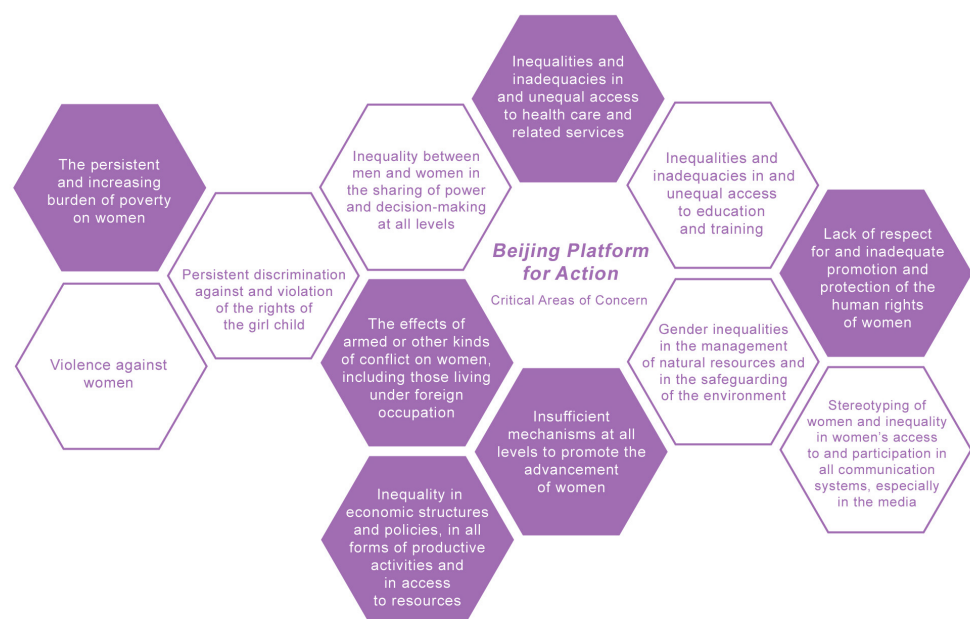 Inequalities and
inadequacies in
and unequal access
to health care and
related services
The persistent
and increasing
burden of poverty
on women
Inequality between
men and women in
the sharing of power
and decision-making
at all levels
Inequalities and
inadequacies in and
unequal access
to education
and training
Lack of respect
for and inadequate
promotion and
protection of the
human rights
of women
Beijing Platform
for Action
Critical Areas of Concern
Persistent discrimination
against and violation
of the rights of
the girl child
Violence against
women
The effects of
armed or other kinds
of conflict on women,
including those living
under foreign
occupation
Gender inequalities
in the management
of natural resources and
in the safeguarding
of the environment
Insufficient
mechanisms at all
levels to promote the
advancement
of women
Stereotyping of
women and inequality
in women’s access
to and participation in
all communication
systems, especially
in the media
Inequality in
economic structures
and policies, in all
forms of productive
activities and
in access
to resources